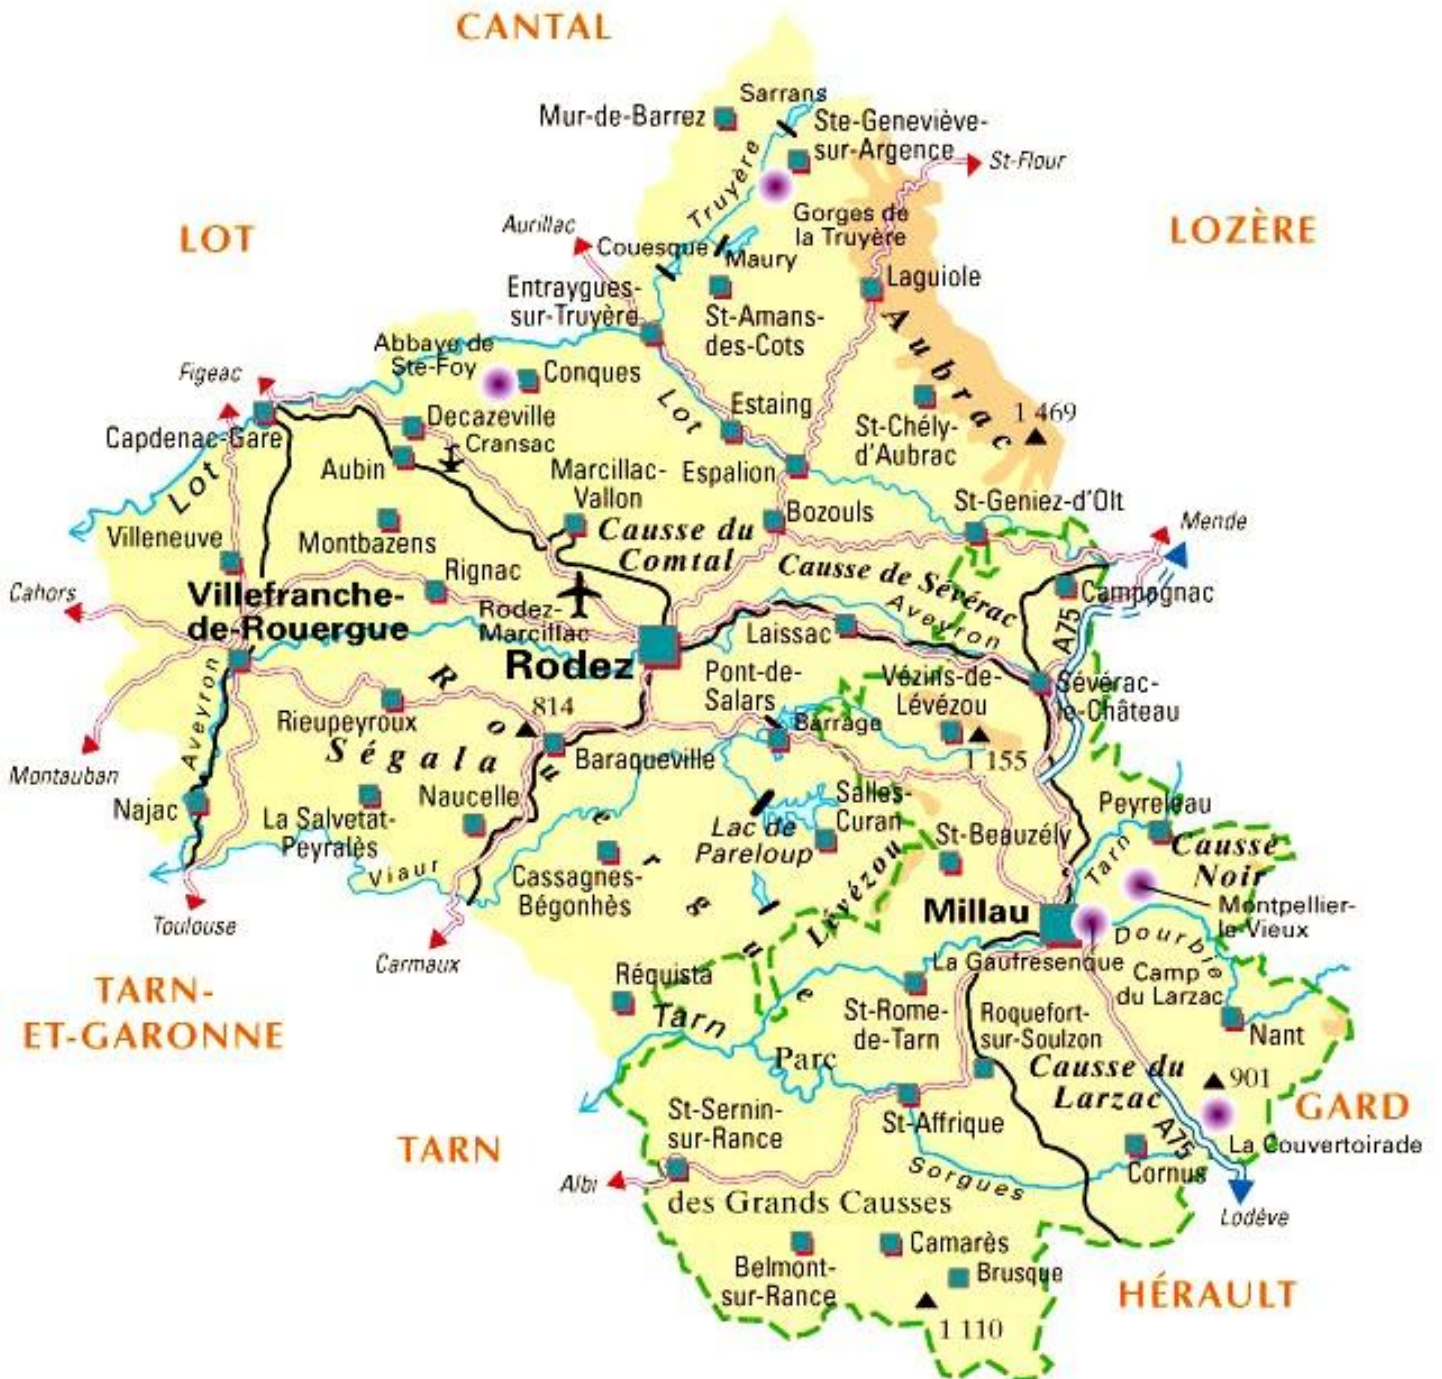 CANTAL
Sarrans
Mur-de-Barrez
Ste-Geneviève-
sur-Argence
St-Flour
Truyère
Gorges de
la Truyère
LOT
LOZÈRE
Aurillac
Couesque
Maury
Laguiole
Entraygues-
sur-Truyère
St-Amans-
des-Cots
Aubrac
Abbaye de
Ste-Foy
Conques
Figeac
Lot
Estaing
1 469
Decazeville
Cransac
Capdenac-Gare
St-Chély-
d'Aubrac
Aubin
Marcillac-
Vallon
Espalion
Lot
St-Geniez-d'Olt
Bozouls
Mende
Villeneuve
Montbazens
Causse du
Comtal
Causse de Sévérac
Rignac
Cahors
Villefranche-
de-Rouergue
Rodez-
Marcillac
Campagnac
Aveyron
A75
Laissac
Rodez
Pont-de-
Salars
Vézins-de-
Lévézou
Sévérac-
le-Château
Aveyron
Rouergue
Rieupeyroux
814
Barrage
Ségala
Baraqueville
1 155
Montauban
Najac
La Salvetat-
Peyralès
Naucelle
Salles-
Curan
Peyreleau
Lac de
Pareloup
St-Beauzély
Tarn
Causse
Noir
Viaur
Cassagnes-
Bégonhès
Lévézou
Millau
Montpellier-
le-Vieux
Toulouse
Dourbie
Carmaux
La Gaufresenque
Camp
du Larzac
TARN-
ET-GARONNE
Réquista
Tarn
St-Rome-
de-Tarn
Roquefort-
sur-Soulzon
Nant
Parc
Causse du
Larzac
901
GARD
St-Sernin-
sur-Rance
St-Affrique
A75
La Couvertoirade
TARN
Cornus
Sorgues
Albi
des Grands Causses
Lodève
Camarès
Belmont-
sur-Rance
Brusque
HÉRAULT
1 110